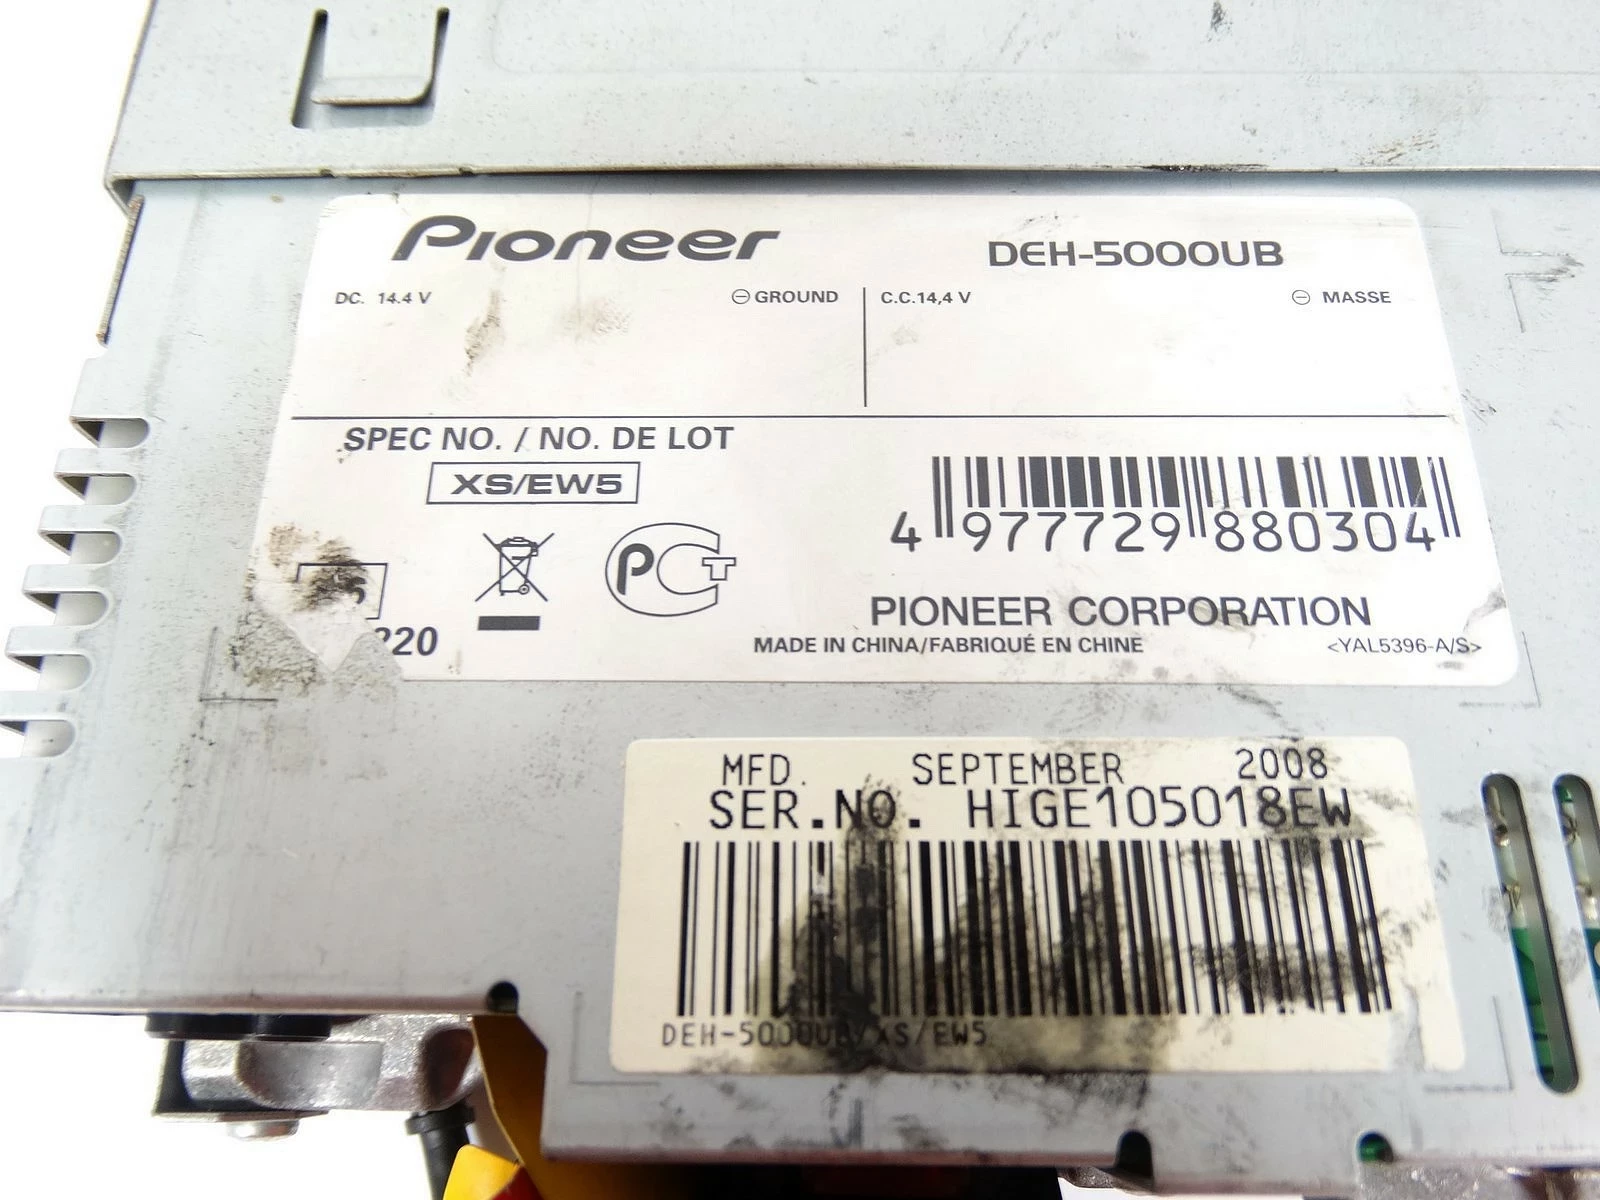 Pioneer DEH-5000UB
DC. 14.4 V ⊖ GROUND C.C.14,4 V ⊖ MASSE
SPEC NO. / NO. DE LOT
XS/EW5
4 977729 880304
PCT
PIONEER CORPORATION
MADE IN CHINA/FABRIQUÉ EN CHINE <YAL5396-A/S>
MFD. SEPTEMBER 2008
SER.NO. HIGE105018EW
DEH-5000UB/XS/EW5